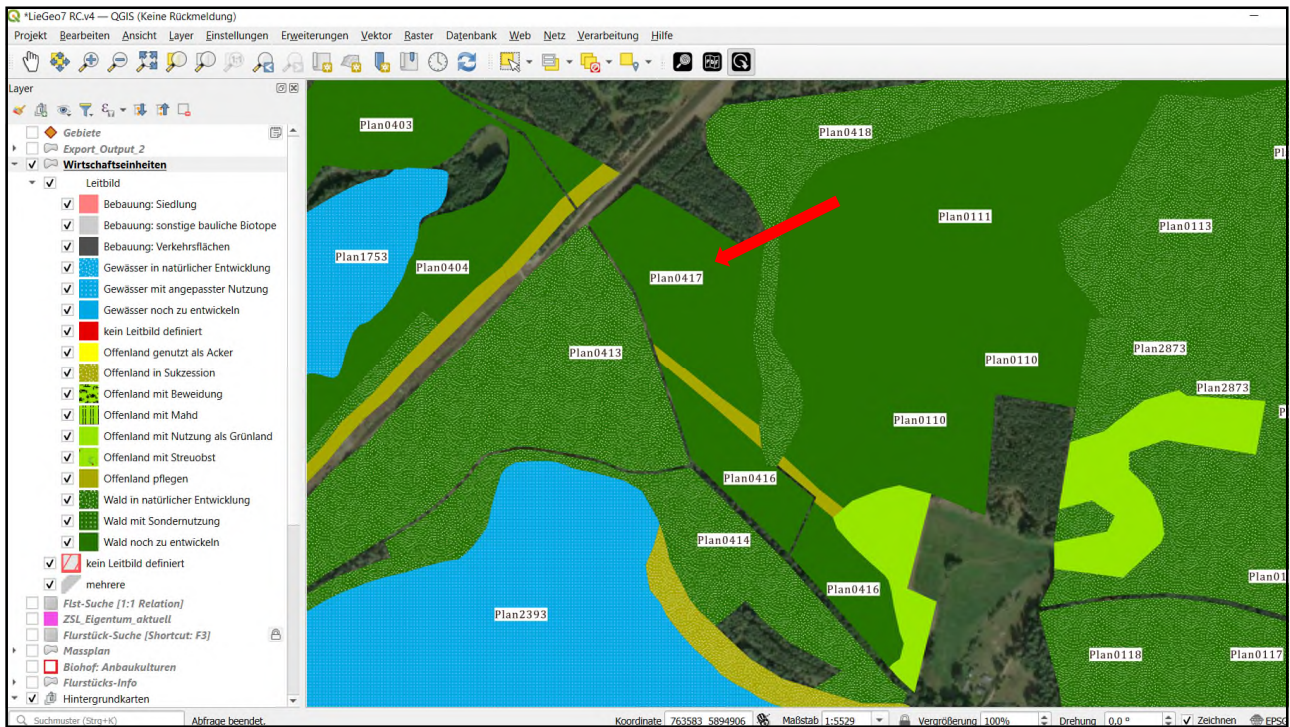 *LieGeo7 RC.v4 — QGIS (Keine Rückmeldung)
Projekt Bearbeiten Ansicht Layer Einstellungen Erweiterungen Vektor Raster Datenbank Web Netz Verarbeitung Hilfe
Layer
Gebiete
Export_Output_2
Wirtschaftseinheiten
Leitbild
Bebauung: Siedlung
Bebauung: sonstige bauliche Biotope
Bebauung: Verkehrsflächen
Gewässer in natürlicher Entwicklung
Gewässer mit angepasster Nutzung
Gewässer noch zu entwickeln
kein Leitbild definiert
Offenland genutzt als Acker
Offenland in Sukzession
Offenland mit Beweidung
Offenland mit Mahd
Offenland mit Nutzung als Grünland
Offenland mit Streuobst
Offenland pflegen
Wald in natürlicher Entwicklung
Wald mit Sondernutzung
Wald noch zu entwickeln
kein Leitbild definiert
mehrere
Flst-Suche [1:1 Relation]
ZSL_Eigentum_aktuell
Flurstück-Suche [Shortcut: F3]
Massplan
Biohof: Anbaukulturen
Flurstücks-Info
Hintergrundkarten
Plan0403
Plan0418
Pl
Plan0111
Plan0113
Plan1753
Plan0404
Plan0417
Plan0413
Plan2873
Plan0110
Plan2873
P
Plan0110
Plan0416
Plan0414
Plan01
Plan0416
Plan2393
Plan0118
Plan0117
Suchmuster (Strg+K) Abfrage beendet. Koordinate 763583 5894906 Maßstab 1:5529 Vergrößerung 100% Drehung 0,0 ° Zeichnen EPSG